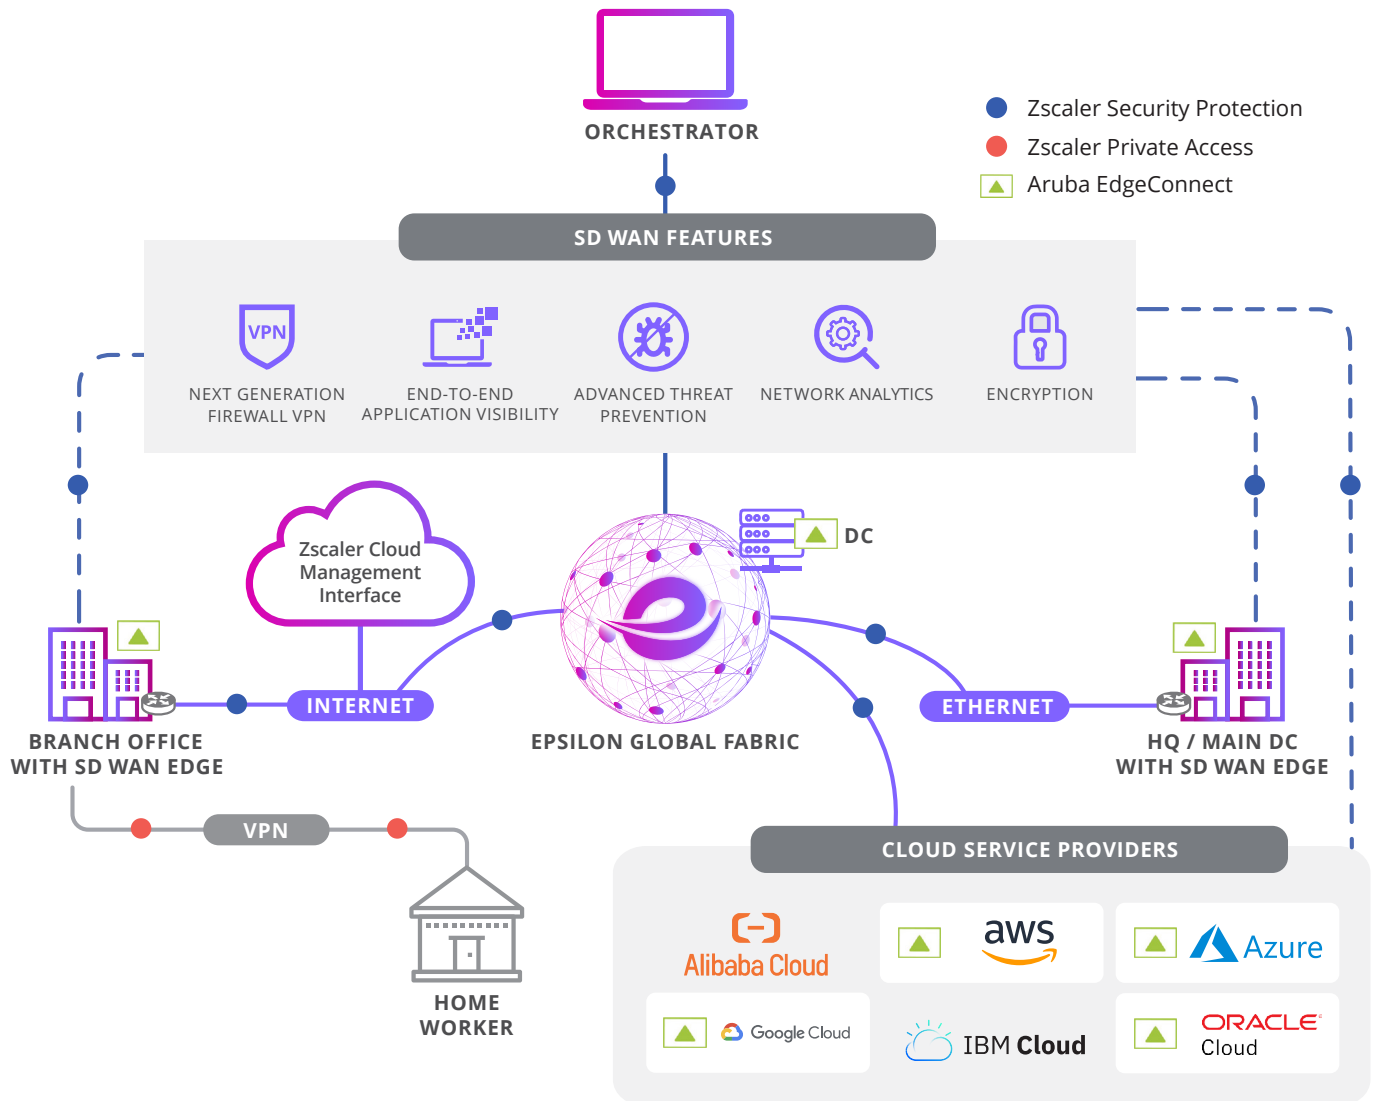 ORCHESTRATOR
Zscaler Security Protection
Zscaler Private Access
Aruba EdgeConnect
SD WAN FEATURES
VPN
NEXT GENERATION
FIREWALL VPN
END-TO-END
APPLICATION VISIBILITY
ADVANCED THREAT
PREVENTION
NETWORK ANALYTICS
ENCRYPTION
Zscaler Cloud
Management
Interface
DC
INTERNET
ETHERNET
BRANCH OFFICE
WITH SD WAN EDGE
EPSILON GLOBAL FABRIC
HQ / MAIN DC
WITH SD WAN EDGE
VPN
HOME
WORKER
CLOUD SERVICE PROVIDERS
Alibaba Cloud
aws
Azure
Google Cloud
IBM Cloud
ORACLE
Cloud